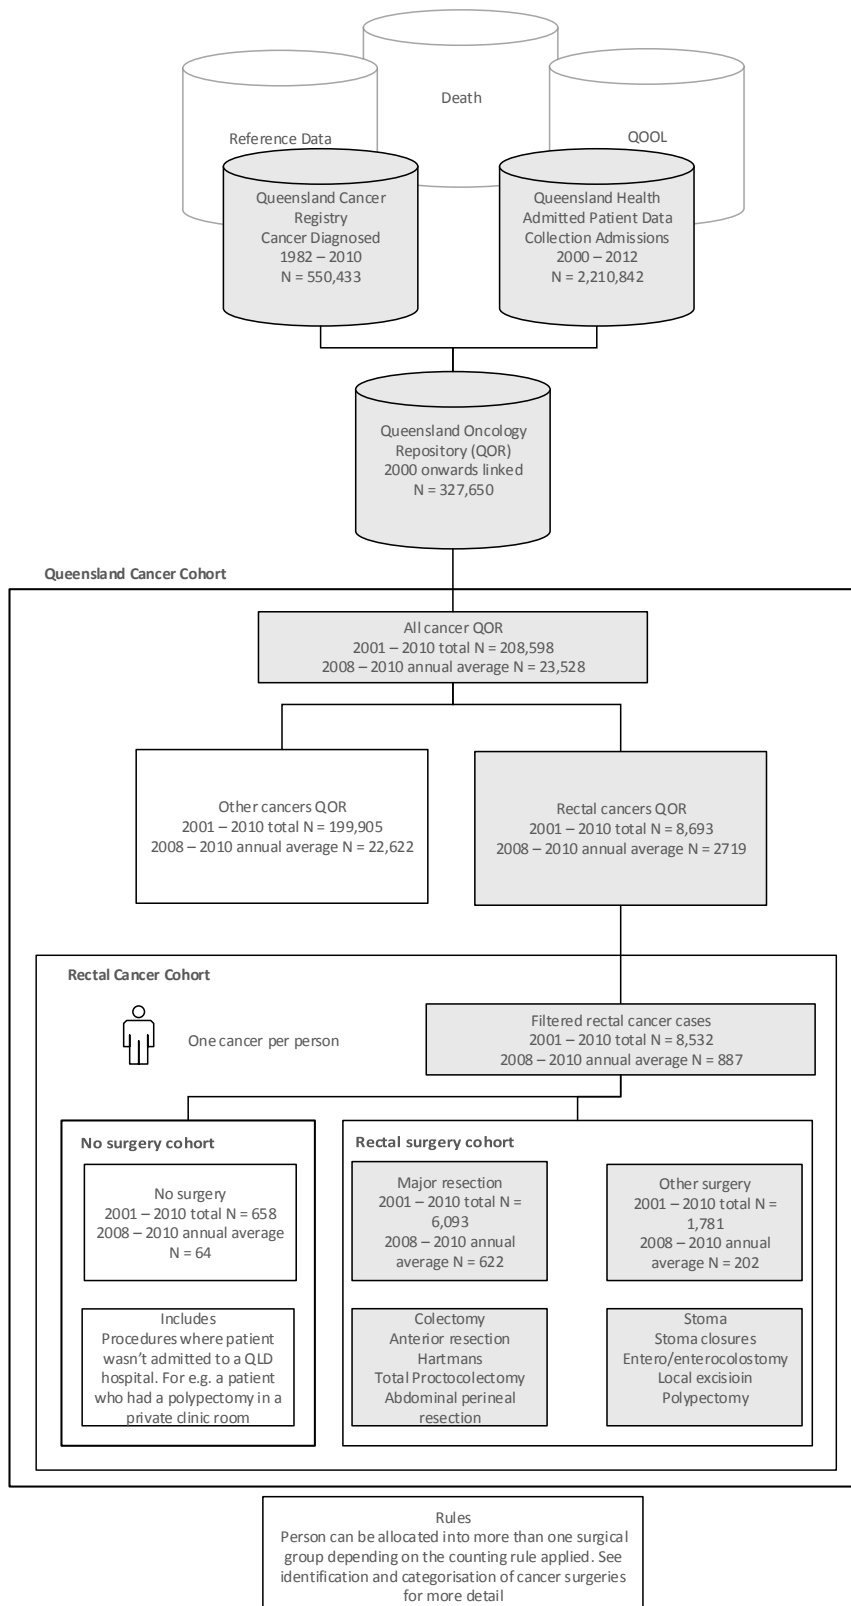 Death
Reference Data
QOOL
Queensland Cancer
Registry
Cancer Diagnosed
1982 – 2010
N = 550,433
Queensland Health
Admitted Patient Data
Collection Admissions
2000 – 2012
N = 2,210,842
Queensland Oncology
Repository (QOR)
2000 onwards linked
N = 327,650
Queensland Cancer Cohort
All cancer QOR
2001 – 2010 total N = 208,598
2008 – 2010 annual average N = 23,528
Other cancers QOR
2001 – 2010 total N = 199,905
2008 – 2010 annual average N = 22,622
Rectal cancers QOR
2001 – 2010 total N = 8,693
2008 – 2010 annual average N = 2719
Rectal Cancer Cohort
One cancer per person
Filtered rectal cancer cases
2001 – 2010 total N = 8,532
2008 – 2010 annual average N = 887
No surgery cohort
No surgery
2001 – 2010 total N = 658
2008 – 2010 annual average
N = 64
Includes
Procedures where patient
wasn't admitted to a QLD
hospital. For e.g. a patient
who had a polypectomy in a
private clinic room
Rectal surgery cohort
Major resection
2001 – 2010 total N =
6,093
2008 – 2010 annual
average N = 622
Other surgery
2001 – 2010 total N =
1,781
2008 – 2010 annual
average N = 202
Colectomy
Anterior resection
Hartmans
Total Proctocolectomy
Abdominal perineal
resection
Stoma
Stoma closures
Entero/enterocolostomy
Local excisioin
Polypectomy
Rules
Person can be allocated into more than one surgical
group depending on the counting rule applied. See
identification and categorisation of cancer surgeries
for more detail